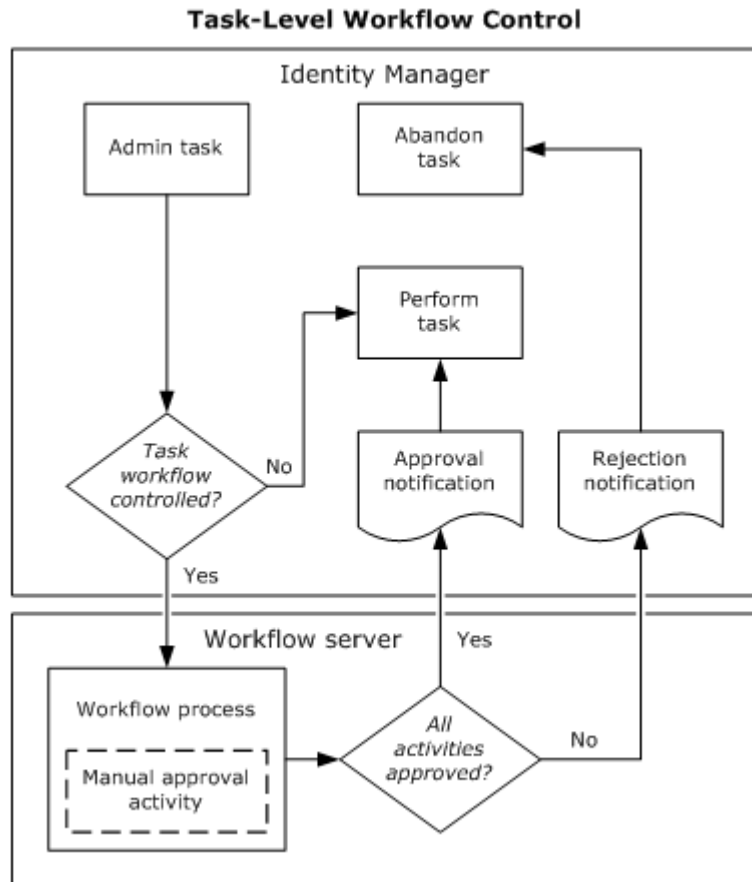 Task-Level Workflow Control
Identity Manager
Admin task
Abandon
task
Perform
task
Task
workflow
controlled?
No
Approval
notification
Rejection
notification
Yes
Workflow server
Yes
Workflow process
Manual approval
activity
All
activities
approved?
No